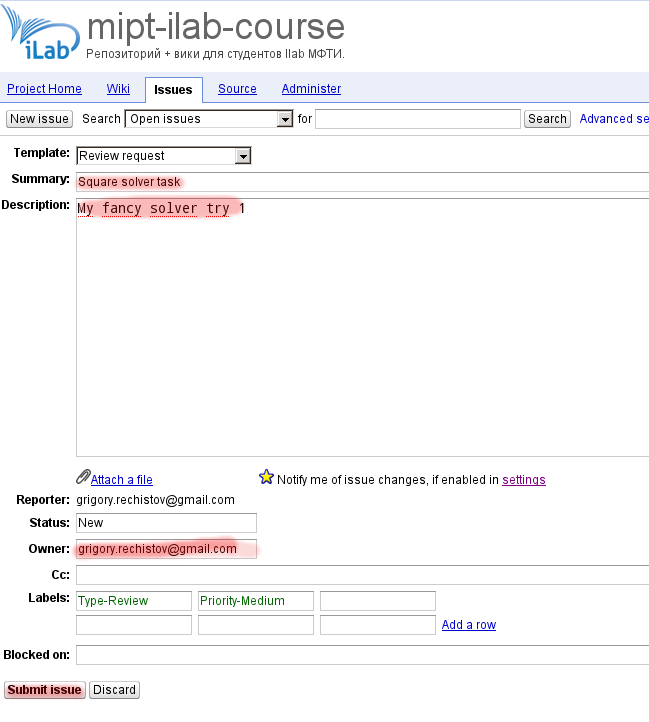 iLab
mipt-ilab-course
Репозиторий + вики для студентов Ilab МФТИ.
Project Home Wiki Issues Source Administer
New issue Search Open issues for Search Advanced se
Template: Review request
Summary: Square solver task
Description: My fancy solver try 1
Attach a file Notify me of issue changes, if enabled in settings
Reporter: grigory.rechistov@gmail.com
Status: New
Owner: grigory.rechistov@gmail.com
Cc:
Labels: Type-Review Priority-Medium
Add a row
Blocked on:
Submit issue Discard